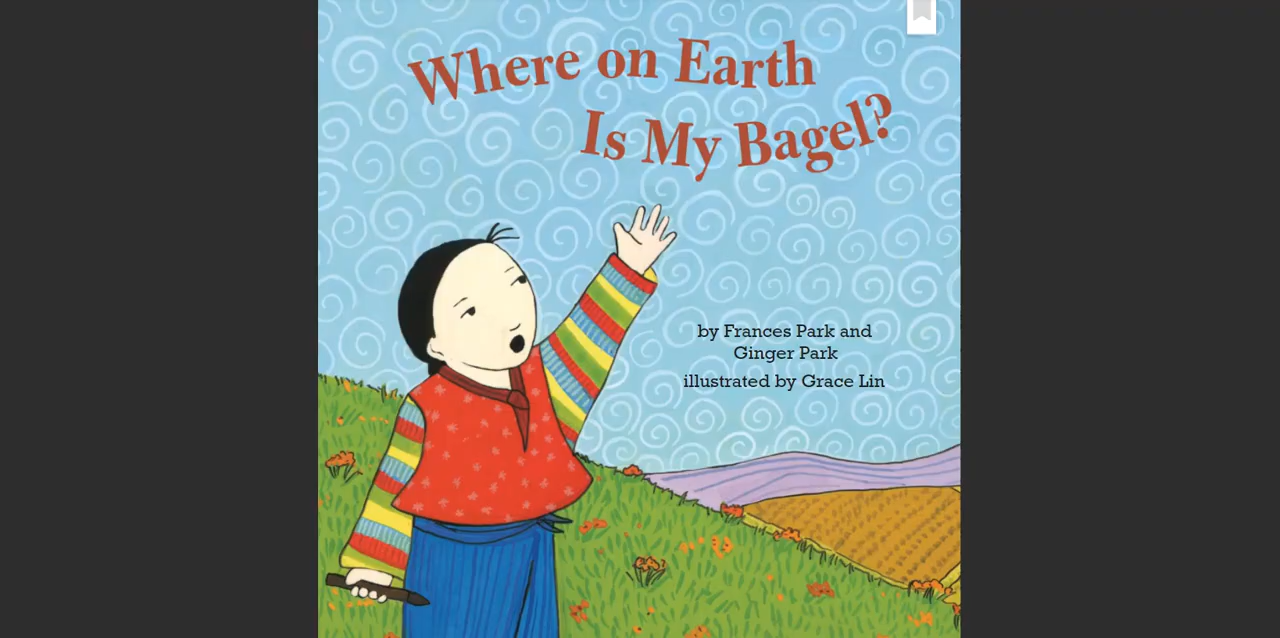 Where on Earth
Is My Bagel?
by Frances Park and
Ginger Park
illustrated by Grace Lin